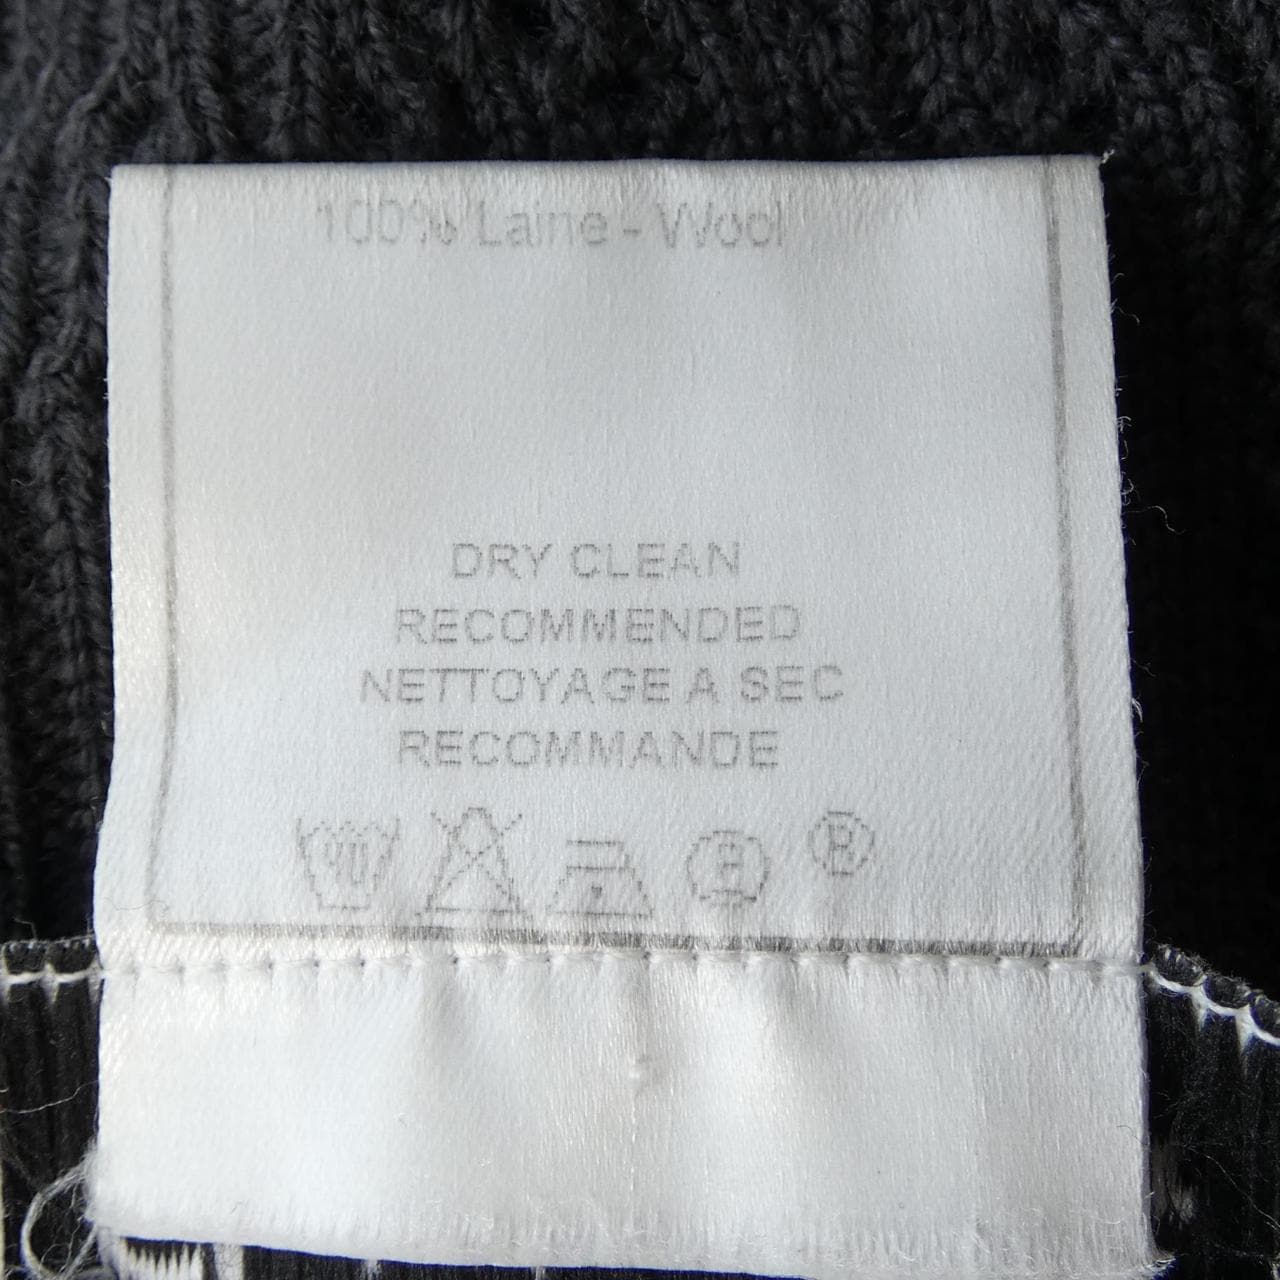 100% Laine - Wool
DRY CLEAN
RECOMMENDED
NETTOYAGE A SEC
RECOMMANDE